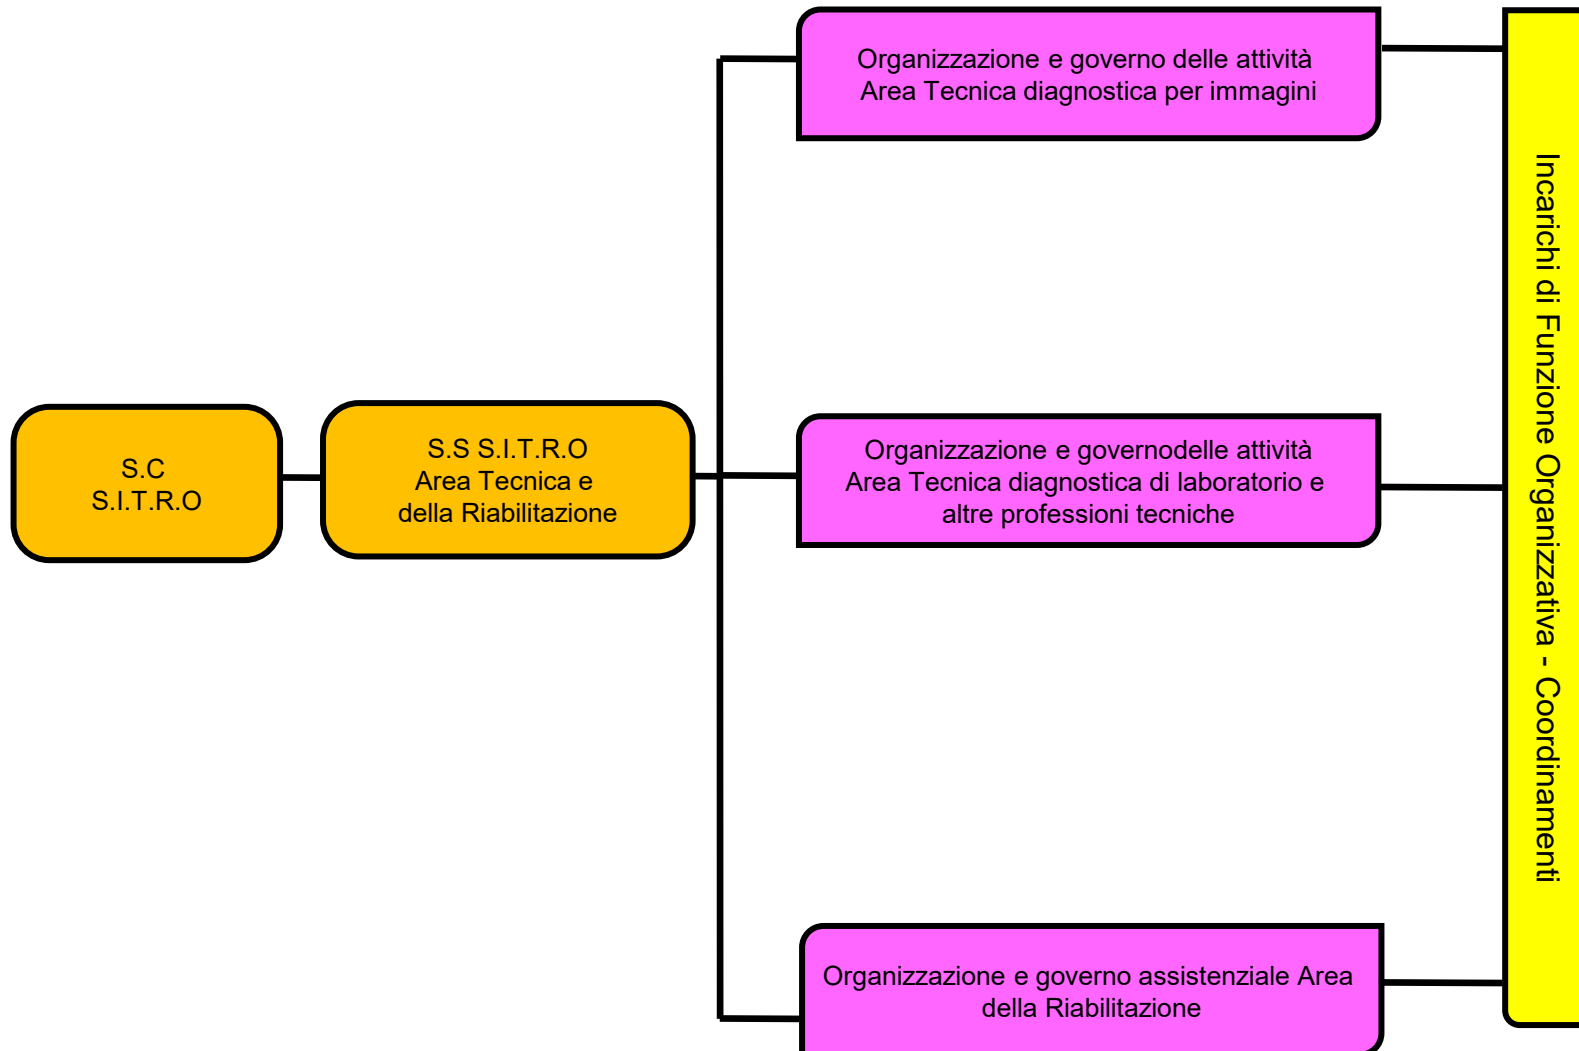 S.C
S.I.T.R.O
S.S S.I.T.R.O
Area Tecnica e
della Riabilitazione
Organizzazione e governo delle attività
Area Tecnica diagnostica per immagini
Organizzazione e governodelle attività
Area Tecnica diagnostica di laboratorio e
altre professioni tecniche
Organizzazione e governo assistenziale Area
della Riabilitazione
Incarichi di Funzione Organizzativa - Coordinamenti